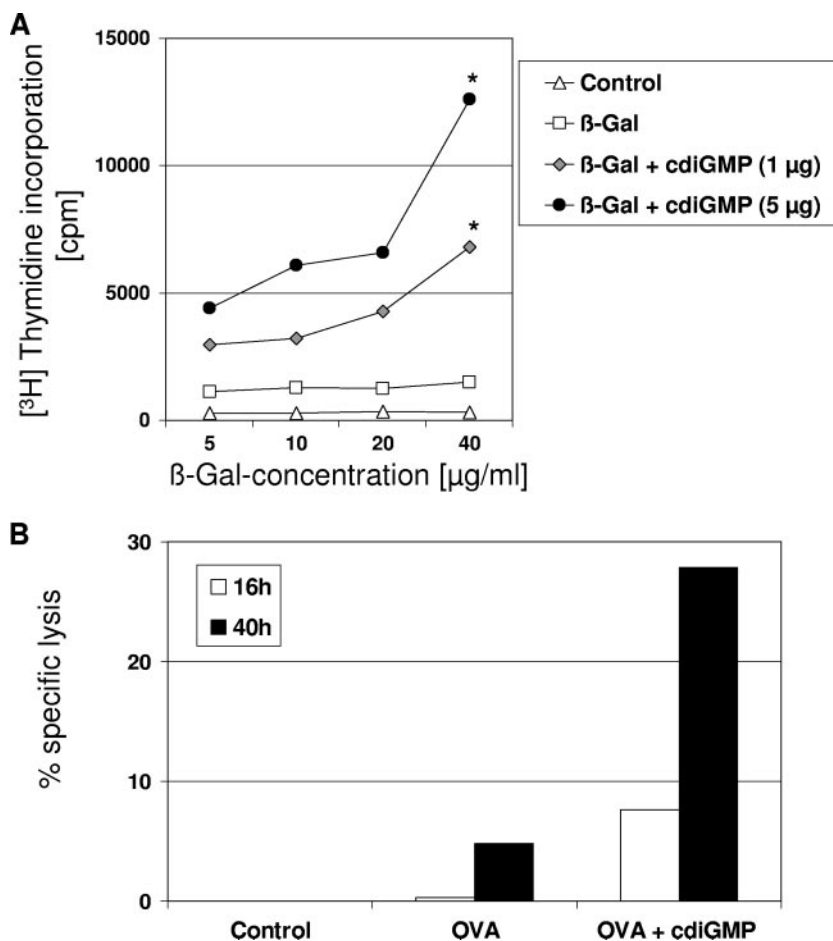 A
15000
10000
5000
0
[³H] Thymidine incorporation
[cpm]
*
*
5 10 20 40
ß-Gal-concentration [µg/ml]
Control
ß-Gal
ß-Gal + cdiGMP (1 µg)
ß-Gal + cdiGMP (5 µg)
B
30
20
10
0
% specific lysis
16h
40h
Control OVA OVA + cdiGMP